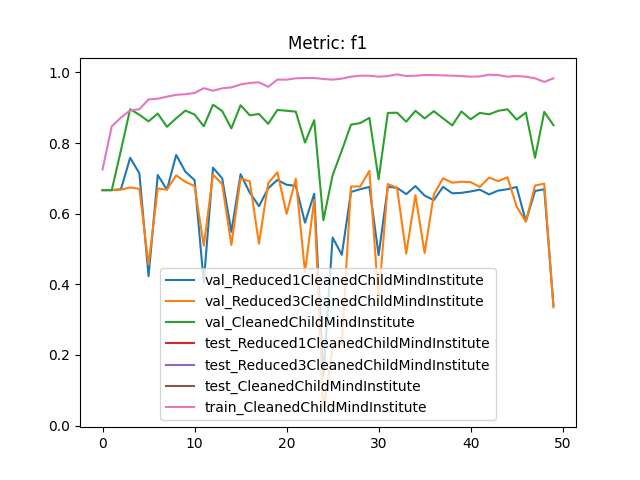 Metric: f1
1.0
0.8
0.6
0.4
0.2
0.0
0
10
20
30
40
50
val_Reduced1CleanedChildMindInstitute
val_Reduced3CleanedChildMindInstitute
val_CleanedChildMindInstitute
test_Reduced1CleanedChildMindInstitute
test_Reduced3CleanedChildMindInstitute
test_CleanedChildMindInstitute
train_CleanedChildMindInstitute